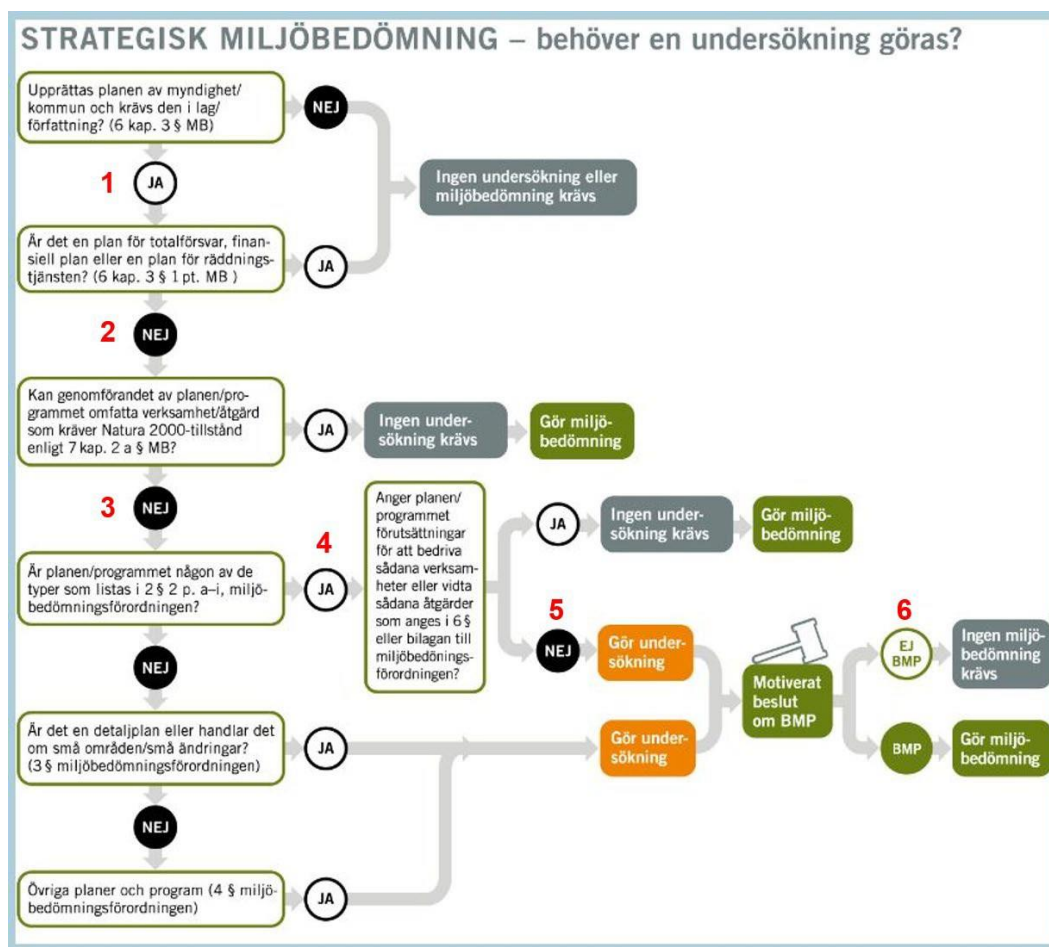 STRATEGISK MILJÖBEDÖMNING – behöver en undersökning göras?
Upprättas planen av myndighet/
kommun och krävs den i lag/
författning? (6 kap. 3 § MB)
NEJ
1
JA
Ingen undersökning eller
miljöbedömning krävs
Är det en plan för totalförsvar, finan-
siell plan eller en plan för räddnings-
tjänsten? (6 kap. 3 § 1 pt. MB )
JA
2
NEJ
Kan genomförandet av planen/pro-
grammet omfatta verksamhet/åtgärd
som kräver Natura 2000-tillstånd
enligt 7 kap. 2 a § MB?
JA
Ingen under-
sökning krävs
Gör miljö-
bedömning
3
NEJ
Är planen/programmet någon av de
typer som listas i 2 § 2 p. a–i, miljö-
bedömningsförordningen?
4
JA
Anger planen/
programmet
förutsättningar
för att bedriva
sådana verksam-
heter eller vidta
sådana åtgärder
som anges i 6 §
eller bilagan till
miljöbedönings-
förordningen?
JA
Ingen under-
sökning krävs
Gör miljö-
bedömning
5
NEJ
Gör under-
sökning
Motiverat
beslut
om BMP
6
EJ
BMP
Ingen miljö-
bedömning
krävs
BMP
Gör miljö-
bedömning
NEJ
Är det en detaljplan eller handlar det
om små områden/små ändringar?
(3 § miljöbedömningsförordningen)
JA
Gör under-
sökning
NEJ
Övriga planer och program (4 § miljö-
bedömningsförordningen)
JA